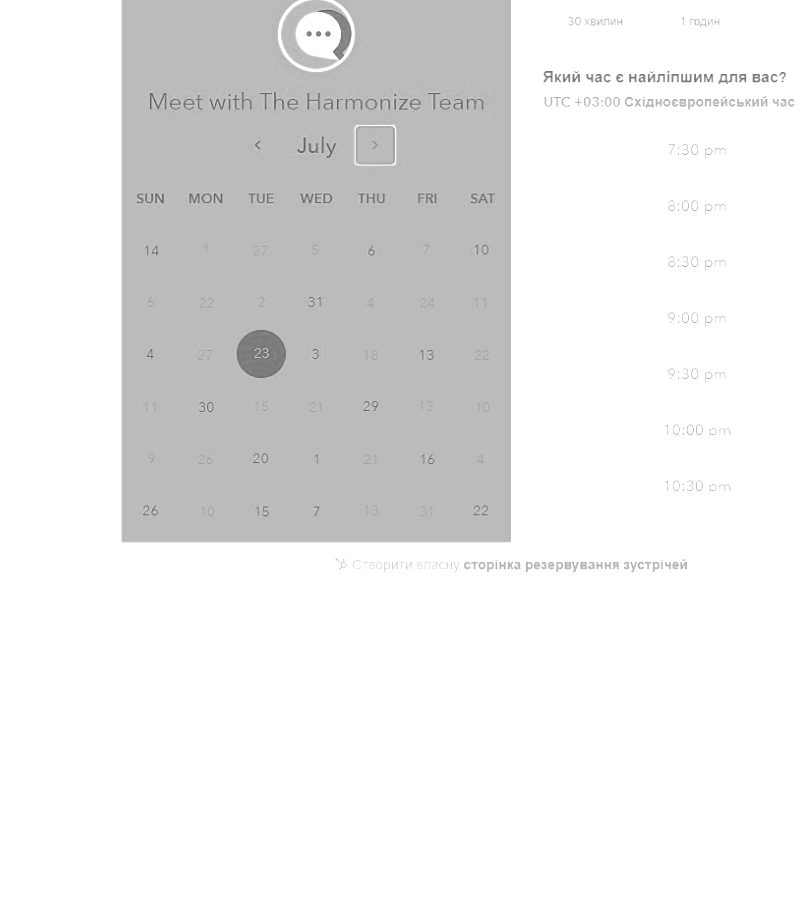 30 хвилин 1 годин
Meet with The Harmonize Team
July
SUN MON TUE WED THU FRI SAT
14 1 27 5 6 7 10
6 22 2 31 4 24 11
4 27 23 3 18 13 22
11 30 15 21 29 13 10
9 26 20 1 21 16 4
26 10 15 7 13 31 22
Який час є найліпшим для вас?
UTC +03:00 Східноєвропейський час
7:30 pm
8:00 pm
8:30 pm
9:00 pm
9:30 pm
10:00 pm
10:30 pm
Створити власну сторінка резервування зустрічей